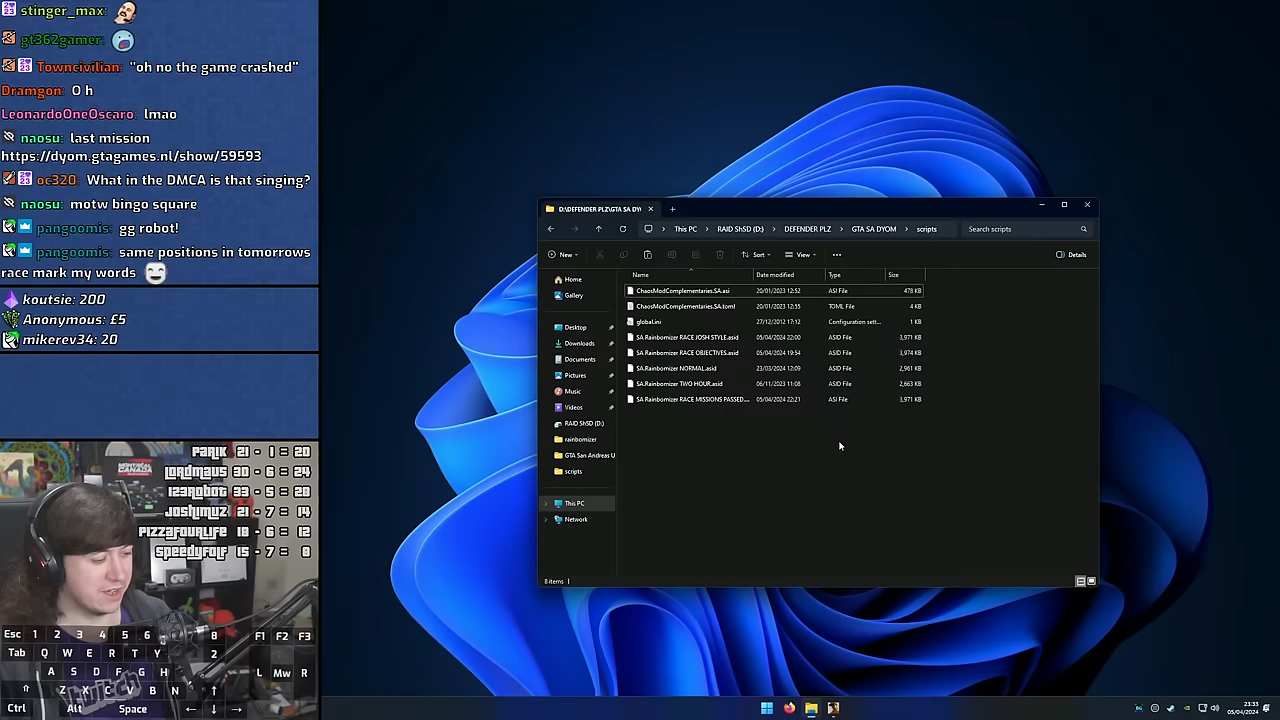 stinger_max:
gt362gamer:
Towncivilian: "oh no the game crashed"
Dramgon: O h
LeonardoOneOscaro: lmao
naosu: last mission
https://dyom.gtagames.nl/show/59593
oc320: What in the DMCA is that singing?
naosu: motw bingo square
pangoomis: gg robot!
pangoomis: same positions in tomorrows
race mark my words
koutsie: 200
Anonymous: £5
mikerev34: 20
PARIK 21 - 1 = 20
LORDMAUS 30 - 6 = 24
123ROBOT 33 - 5 = 28
JOSHIMUZ 21 - 7 = 14
PIZZAFOURLIFE 18 - 6 = 12
SPEEDYFOLF 15 - 7 = 8
Esc 1 2 3 4 5 6 8 F1 F2 F3
Tab Q W E R T Y 2
A S D F G H L Mw R
Z X C V B N
Ctrl Alt Space
twitch
D:\DEFENDER PLZ\GTA SA DYO
This PC RAID ShSD (D:) DEFENDER PLZ GTA SA DYOM scripts Search scripts
New Sort View Details
Name Date modified Type Size
Home
Gallery
Desktop
Downloads
Documents
Pictures
Music
Videos
RAID ShSD (D:)
rainbomizer
GTA San Andreas U
scripts
This PC
Network
ChaosModComplementaries.SA.asi 20/01/2023 12:52 ASI File 478 KB
ChaosModComplementaries.SA.toml 20/01/2023 12:55 TOML File 4 KB
global.ini 27/12/2012 17:12 Configuration sett... 1 KB
SA.Rainbomizer RACE JOSH STYLE.asid 05/04/2024 22:00 ASID File 3,971 KB
SA.Rainbomizer RACE OBJECTIVES.asid 05/04/2024 19:54 ASID File 3,974 KB
SA.Rainbomizer NORMAL.asid 23/03/2024 12:09 ASID File 2,961 KB
SA.Rainbomizer TWO HOUR.asid 06/11/2023 11:08 ASID File 2,663 KB
SA.Rainbomizer RACE MISSIONS PASSED.... 05/04/2024 22:21 ASI File 3,971 KB
8 items
23:33
05/04/2024